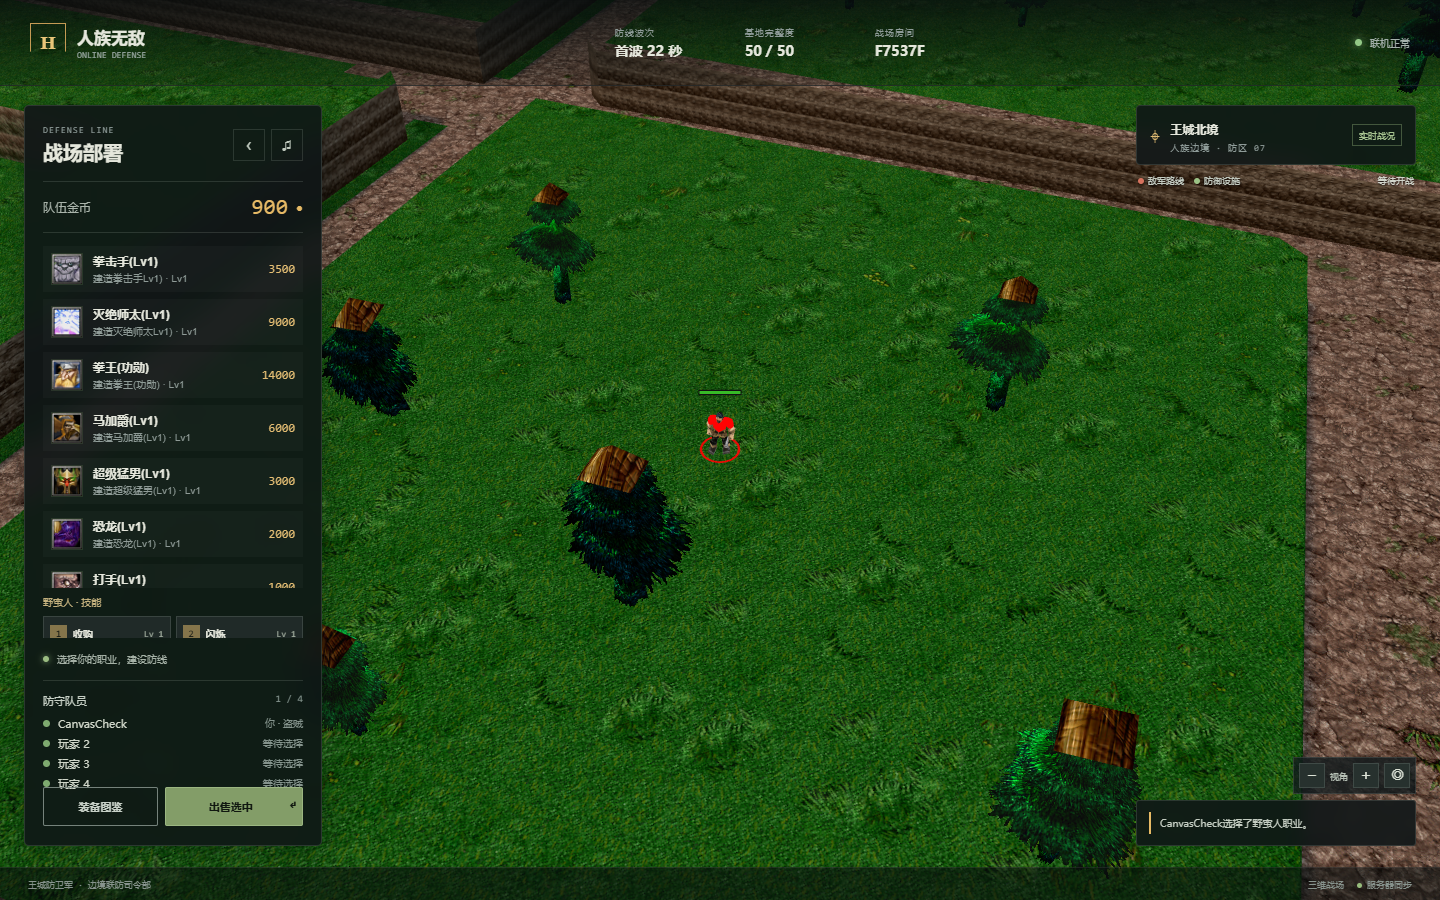 H
人族无敌
ONLINE DEFENSE
防线波次
首波 22 秒
基地完整度
50 / 50
战场房间
F7537F
联机正常
DEFENSE LINE
战场部署
队伍金币
900
拳击手(Lv1)
建造拳击手Lv1) · Lv1
3500
灭绝师太(Lv1)
建造灭绝师太Lv1) · Lv1
9000
拳王(功勋)
建造拳王(功勋) · Lv1
14000
马加爵(Lv1)
建造马加爵(Lv1) · Lv1
6000
超级猛男(Lv1)
建造超级猛男(Lv1) · Lv1
3000
恐龙(Lv1)
建造恐龙(Lv1) · Lv1
2000
打手(Lv1)
1000
野蛮人 · 技能
1 收购 Lv 1
2 闪烁 Lv 1
选择你的职业，建设防线
防守队员
1 / 4
CanvasCheck
你 · 盗贼
玩家 2
等待选择
玩家 3
等待选择
玩家 4
等待选择
装备图鉴
出售选中
王城北境
人族边境 · 防区 07
实时战况
敌军路线
防御设施
等待开战
视角
CanvasCheck选择了野蛮人职业。
王城防卫军 · 边境联防司令部
三维战场
服务器同步